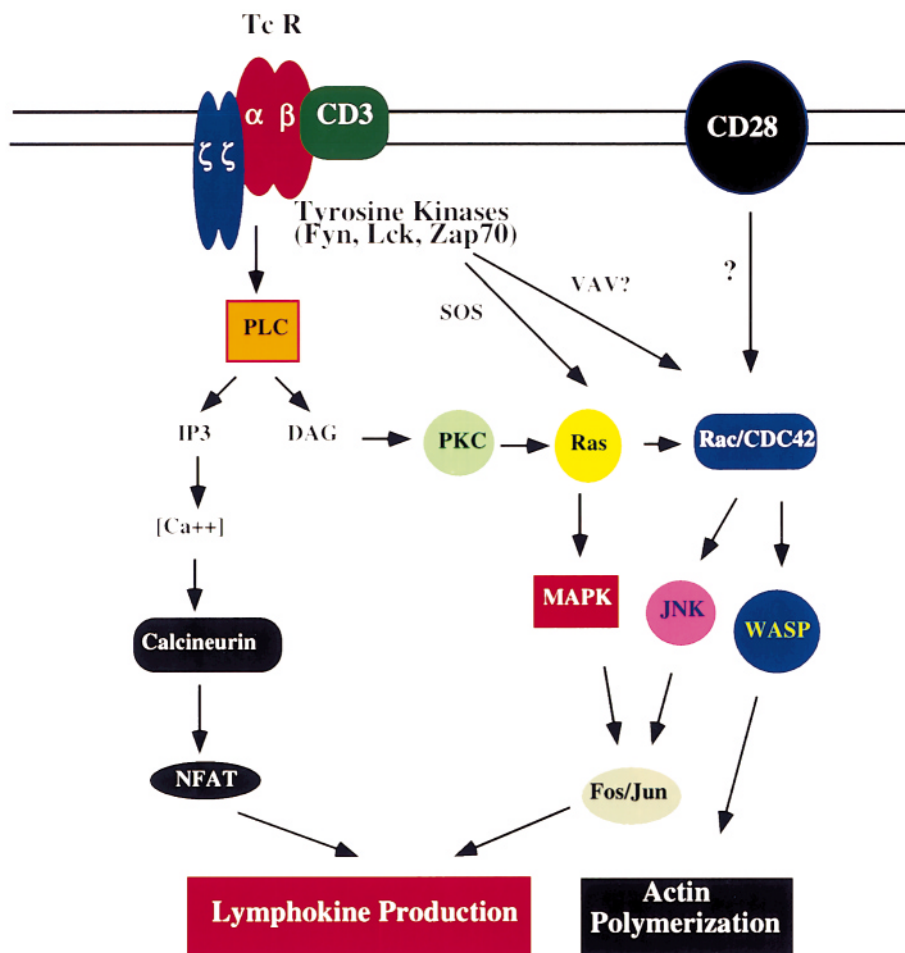 Tc R
α β
CD3
ζ ζ
CD28
Tyrosine Kinases
(Fyn, Lck, Zap70)
?
VAV?
SOS
PLC
IP3
DAG
PKC
Ras
Rac/CDC42
[Ca++]
MAPK
JNK
WASP
Calcineurin
NFAT
Fos/Jun
Lymphokine Production
Actin
Polymerization